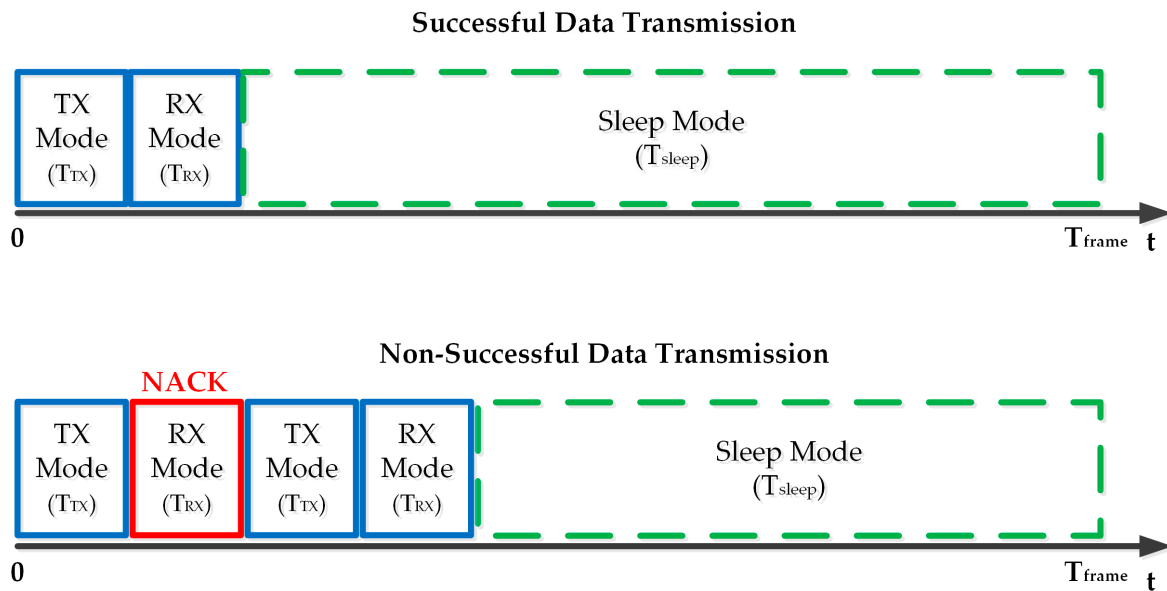 Successful Data Transmission
TX
Mode
(TTX)
RX
Mode
(TRX)
Sleep Mode
(Tsleep)
0
Tframe
t
Non-Successful Data Transmission
NACK
TX
Mode
(TTX)
RX
Mode
(TRX)
TX
Mode
(TTX)
RX
Mode
(TRX)
Sleep Mode
(Tsleep)
0
Tframe
t